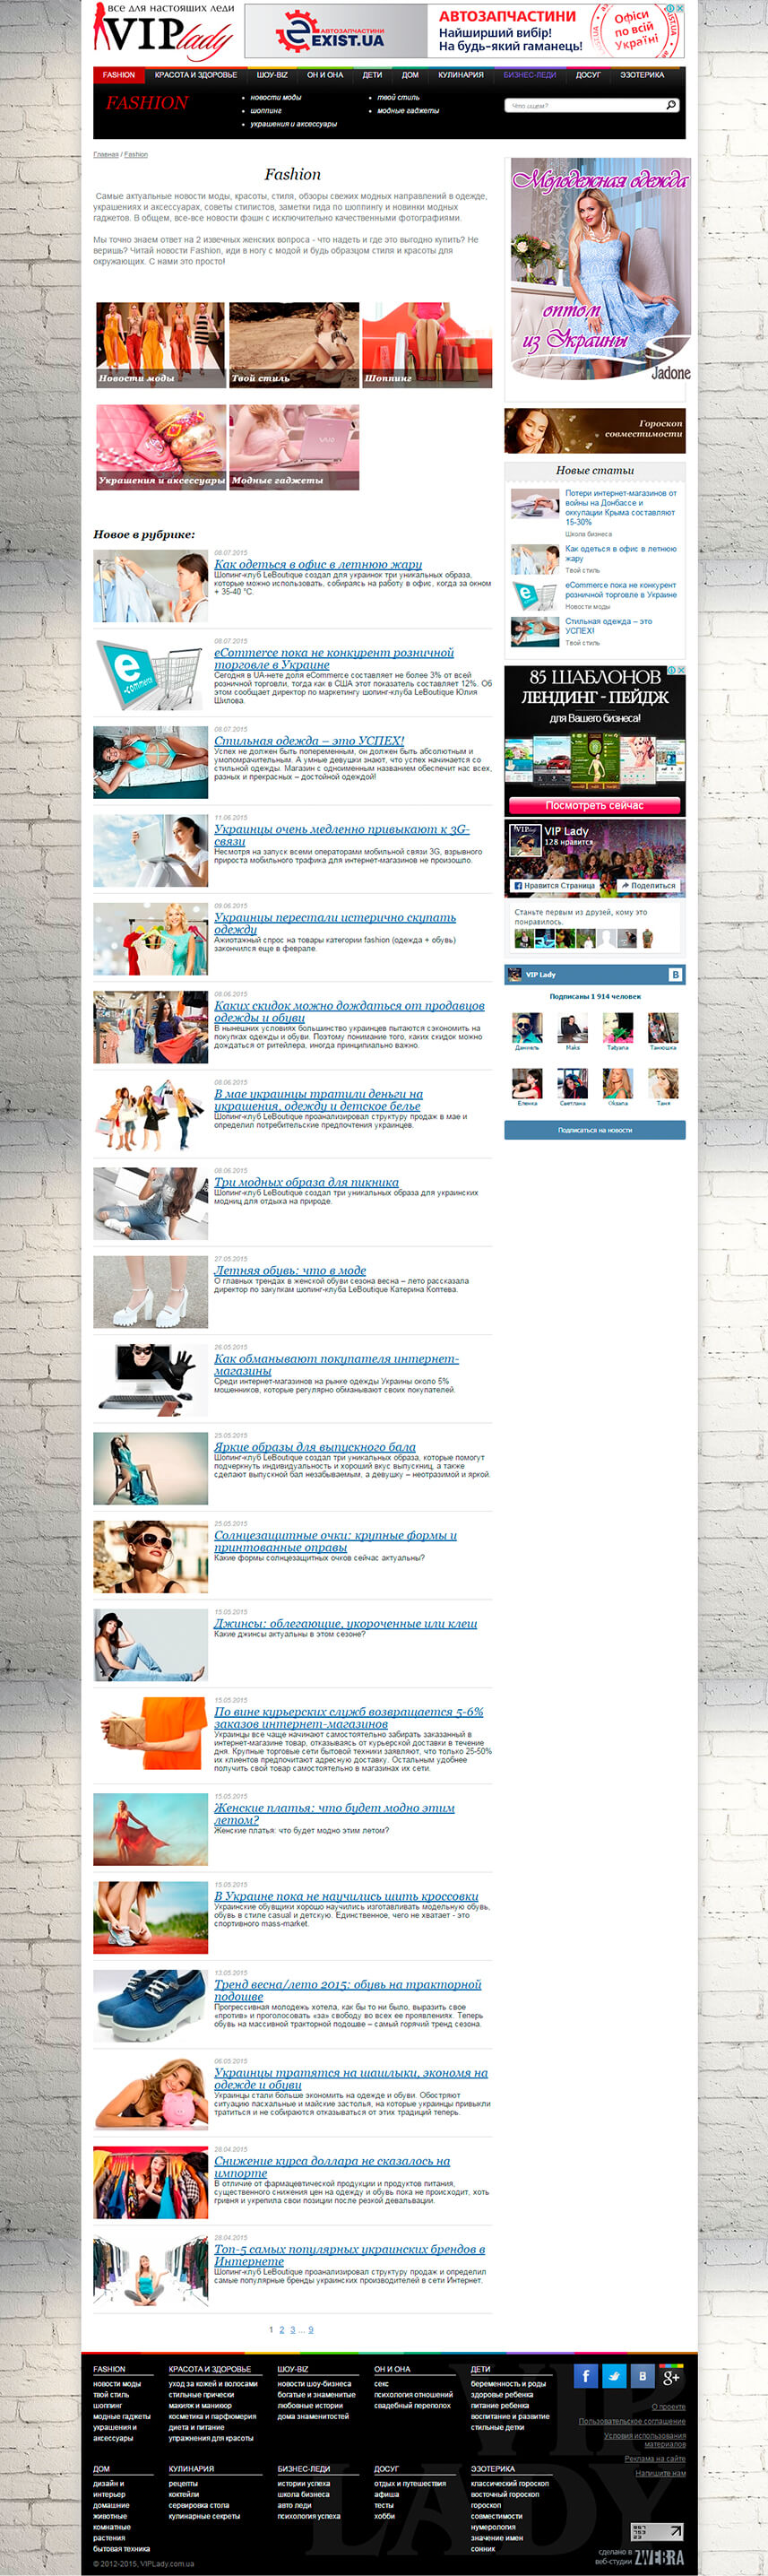 все для настоящих леди
VIPlady
EXIST.UA
АВТОЗАПЧАСТИНИ
АВТОЗАПЧАСТИНИ
Найширший вибір!
На будь-який гаманець!
Офіси
по всій
Україні
FASHION КРАСОТА И ЗДОРОВЬЕ ШОУ-BIZ ОН И ОНА ДЕТИ ДОМ КУЛИНАРИЯ БИЗНЕС-ЛЕДИ ДОСУГ ЭЗОТЕРИКА
FASHION
новости моды
шоппинг
украшения и аксессуары
твой стиль
модные гаджеты
Что ищем?
Главная / Fashion
Fashion
Самые актуальные новости моды, красоты, стиля, обзоры свежих модных направлений в одежде,
украшениях и аксессуарах, советы стилистов, заметки гида по шоппингу и новинки модных
гаджетов. В общем, все-все новости фэшн с исключительно качественными фотографиями.
Мы точно знаем ответ на 2 извечных женских вопроса - что надеть и где это выгодно купить? Не
веришь? Читай новости Fashion, иди в ногу с модой и будь образцом стиля и красоты для
окружающих. С нами это просто!
Новости моды
Твой стиль
Шоппинг
Украшения и аксессуары
Модные гаджеты
Новое в рубрике:
09.07.2015
Как одеться в офис в летнюю жару
Шопинг-клуб LeBoutique создал для украинок три уникальных образа,
которые можно использовать, собираясь на работу в офис, когда за окном
+ 35-40 °C.
08.07.2015
eCommerce пока не конкурент розничной
торговле в Украине
Сегодня в UA-нете доля eCommerce составляет не более 3% от всей
розничной торговли, тогда как в США этот показатель составляет 12%. Об
этом сообщает директор по маркетингу шопинг-клуба LeBoutique Юлия
Шилова.
08.07.2015
Стильная одежда – это УСПЕХ!
Успех не должен быть попеременным, он должен быть абсолютным и
умопомрачительным. А умные девушки знают, что успех начинается со
стильной одежды. Магазин с одноименным названием обеспечит нас всех,
разных и прекрасных – достойной одеждой!
11.06.2015
Украинцы очень медленно привыкают к 3G-
связи
Несмотря на запуск всеми операторами мобильной связи 3G, взрывного
прироста мобильного трафика для интернет-магазинов не произошло.
09.06.2015
Украинцы перестали истерично скупать
одежду
Ажиотажный спрос на товары категории fashion (одежда + обувь)
закончился еще в феврале.
08.06.2015
Каких скидок можно дождаться от продавцов
одежды и обуви
В нынешних условиях большинство украинцев пытаются сэкономить на
покупках одежды и обуви. Поэтому понимание того, каких скидок можно
дождаться от ритейлера, иногда принципиально важно.
08.06.2015
В мае украинцы тратили деньги на
украшения, одежду и детское белье
Шопинг-клуб LeBoutique проанализировал структуру продаж в мае и
определил потребительские предпочтения украинцев.
08.06.2015
Три модных образа для пикника
Шопинг-клуб LeBoutique создал три уникальных образа для украинских
модниц для отдыха на природе.
27.05.2015
Летняя обувь: что в моде
О главных трендах в женской обуви сезона весна – лето рассказала
директор по закупкам шопинг-клуба LeBoutique Катерина Коптева.
26.05.2015
Как обманывают покупателя интернет-
магазины
Среди интернет-магазинов на рынке одежды Украины около 5%
мошенников, которые регулярно обманывают своих покупателей.
25.05.2015
Яркие образы для выпускного бала
Шопинг-клуб LeBoutique создал три уникальных образа, которые помогут
подчеркнуть индивидуальность и хороший вкус выпускниц, а также
сделают выпускной бал незабываемым, а девушку – неотразимой и яркой.
25.05.2015
Солнцезащитные очки: крупные формы и
принтованные оправы
Какие формы солнцезащитных очков сейчас актуальны?
15.05.2015
Джинсы: облегающие, укороченные или клеш
Какие джинсы актуальны в этом сезоне?
15.05.2015
По вине курьерских служб возвращается 5-6%
заказов интернет-магазинов
Украинцы все чаще начинают самостоятельно забирать заказанный в
интернет-магазине товар, отказываясь от курьерской доставки в течение
дня. Крупные торговые сети бытовой техники заявляют, что только 25-50%
их клиентов предпочитают адресную доставку. Остальным удобнее
получить свой товар самостоятельно в магазинах их сети.
15.05.2015
Женские платья: что будет модно этим
летом?
Женские платья: что будет модно этим летом?
15.05.2015
В Украине пока не научились шить кроссовки
Украинские обувщики хорошо научились изготавливать модельную обувь,
обувь в стиле casual и детскую. Единственное, чего не хватает - это
спортивного mass-market.
13.05.2015
Тренд весна/лето 2015: обувь на тракторной
подошве
Прогрессивная молодежь хотела, как бы то ни было, выразить свое
«против» и проголосовать «за» свободу во всех ее проявлениях. Теперь
обувь на массивной тракторной подошве – самый горячий тренд сезона.
06.05.2015
Украинцы тратятся на шашлыки, экономя на
одежде и обуви
Украинцы стали больше экономить на одежде и обуви. Обостряют
ситуацию пасхальные и майские застолья, на которые украинцы привыкли
тратиться и не собираются отказываться от этих традиций теперь.
28.04.2015
Снижение курса доллара не сказалось на
импорте
В отличие от фармацевтической продукции и продуктов питания,
существенного снижения цен на одежду и обувь пока не происходит, хоть
гривня и укрепила свои позиции после резкой девальвации.
28.04.2015
Топ-5 самых популярных украинских брендов в
Интернете
Шопинг-клуб LeBoutique проанализировал структуру продаж и определил
самые популярные бренды украинских производителей в сети Интернет.
1 2 3 ... 9
Молодежная одежда
оптом
из Украины
Jadone
Гороскоп
совместимости
Новые статьи
Потери интернет-магазинов от
войны на Донбассе и
оккупации Крыма составляют
15-30%
Школа бизнеса
Как одеться в офис в летнюю
жару
Твой стиль
eCommerce пока не конкурент
розничной торговле в Украине
Новости моды
Стильная одежда – это
УСПЕХ!
Твой стиль
85 ШАБЛОНОВ
ЛЕНДИНГ - ПЕЙДЖ
для Вашего бизнеса!
Посмотреть сейчас
VIP Lady
128 нравится
Нравится Страница
Поделиться
Станьте первым из друзей, кому это
понравилось.
VIP Lady
Подписаны 1 914 человек
Даниель Maks Tatyana Танюшка
Еленка Светлана Oksana Таня
Подписаться на новости
FASHION
новости моды
твой стиль
шоппинг
модные гаджеты
украшения и
аксессуары
КРАСОТА И ЗДОРОВЬЕ
уход за кожей и волосами
стильные прически
макияж и маникюр
косметика и парфюмерия
диета и питание
упражнения для красоты
ШОУ-BIZ
новости шоу-бизнеса
богатые и знаменитые
любовные истории
дома знаменитостей
ОН И ОНА
секс
психология отношений
свадебный переполох
ДЕТИ
беременность и роды
здоровье ребенка
питание ребенка
воспитание и развитие
стильные детки
О проекте
Пользовательское соглашение
Условия использования
материалов
Реклама на сайте
Напишите нам
ДОМ
дизайн и
интерьер
домашние
животные
комнатные
растения
бытовая техника
КУЛИНАРИЯ
рецепты
коктейли
сервировка стола
кулинарные секреты
БИЗНЕС-ЛЕДИ
истории успеха
школа бизнеса
авто леди
психология успеха
ДОСУГ
отдых и путешествия
афиша
тесты
хобби
ЭЗОТЕРИКА
классический гороскоп
восточный гороскоп
гороскоп
совместимости
нумерология
значение имен
сонник
VIP
LADY
© 2012-2015, VIPLady.com.ua
сделано в
веб-студии ZWEBRA